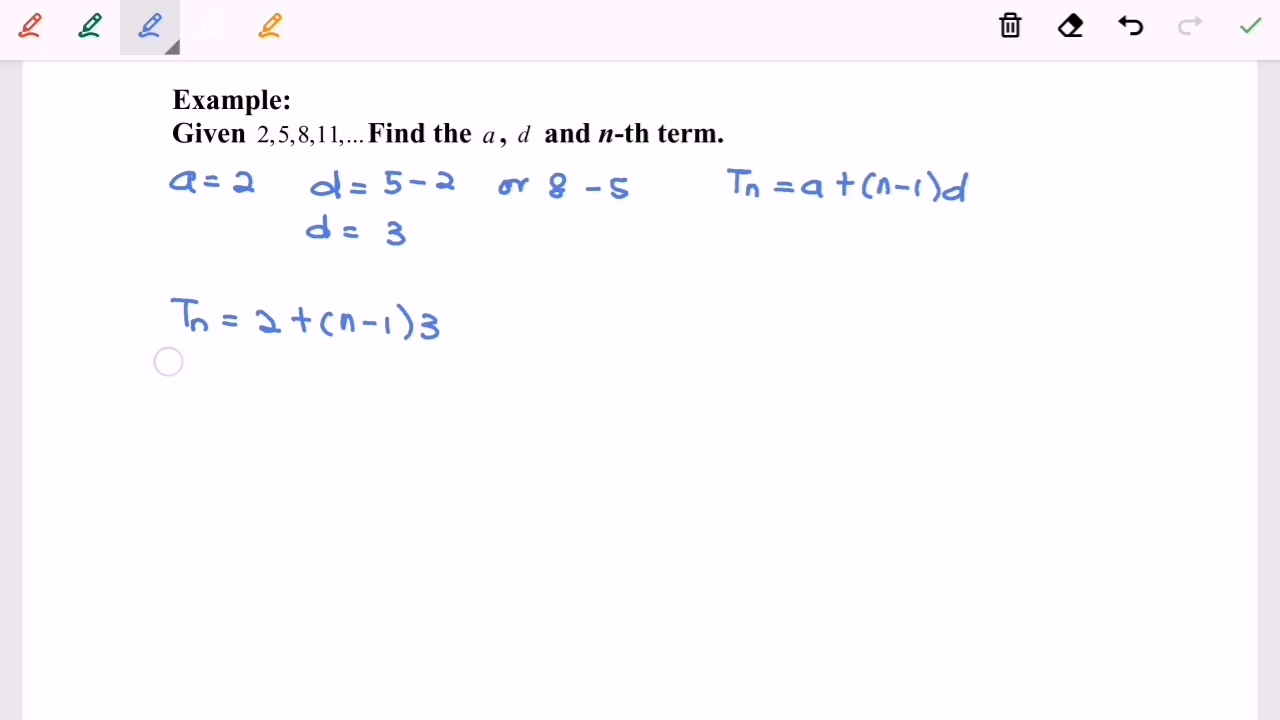 Example:
Given 2,5,8,11,... Find the a, d and n-th term.
a = 2 d = 5 - 2 or 8 - 5 Tn = a + (n-1)d
d = 3
Tn = 2 + (n-1)3